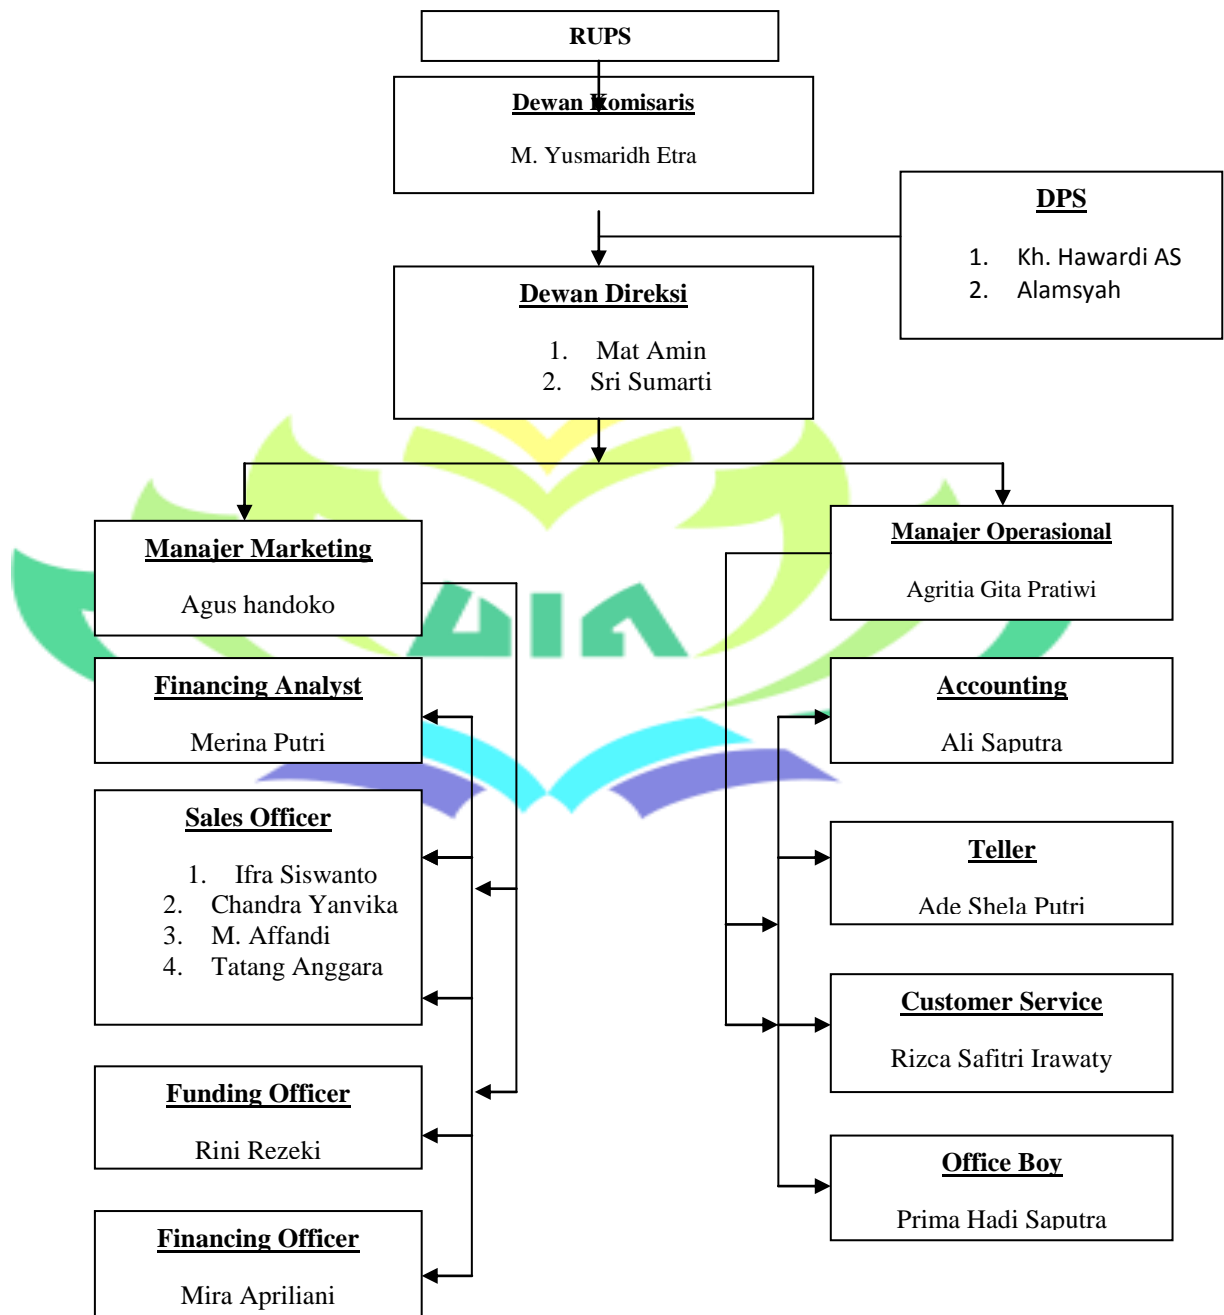 RUPS
Dewan Komisaris
M. Yusmaridh Etra
DPS
1. Kh. Hawardi AS
2. Alamsyah
Dewan Direksi
1. Mat Amin
2. Sri Sumarti
Manajer Marketing
Agus handoko
Manajer Operasional
Agritia Gita Pratiwi
Financing Analyst
Merina Putri
Sales Officer
1. Ifra Siswanto
2. Chandra Yanvika
3. M. Affandi
4. Tatang Anggara
Funding Officer
Rini Rezeki
Financing Officer
Mira Apriliani
Accounting
Ali Saputra
Teller
Ade Shela Putri
Customer Service
Rizca Safitri Irawaty
Office Boy
Prima Hadi Saputra